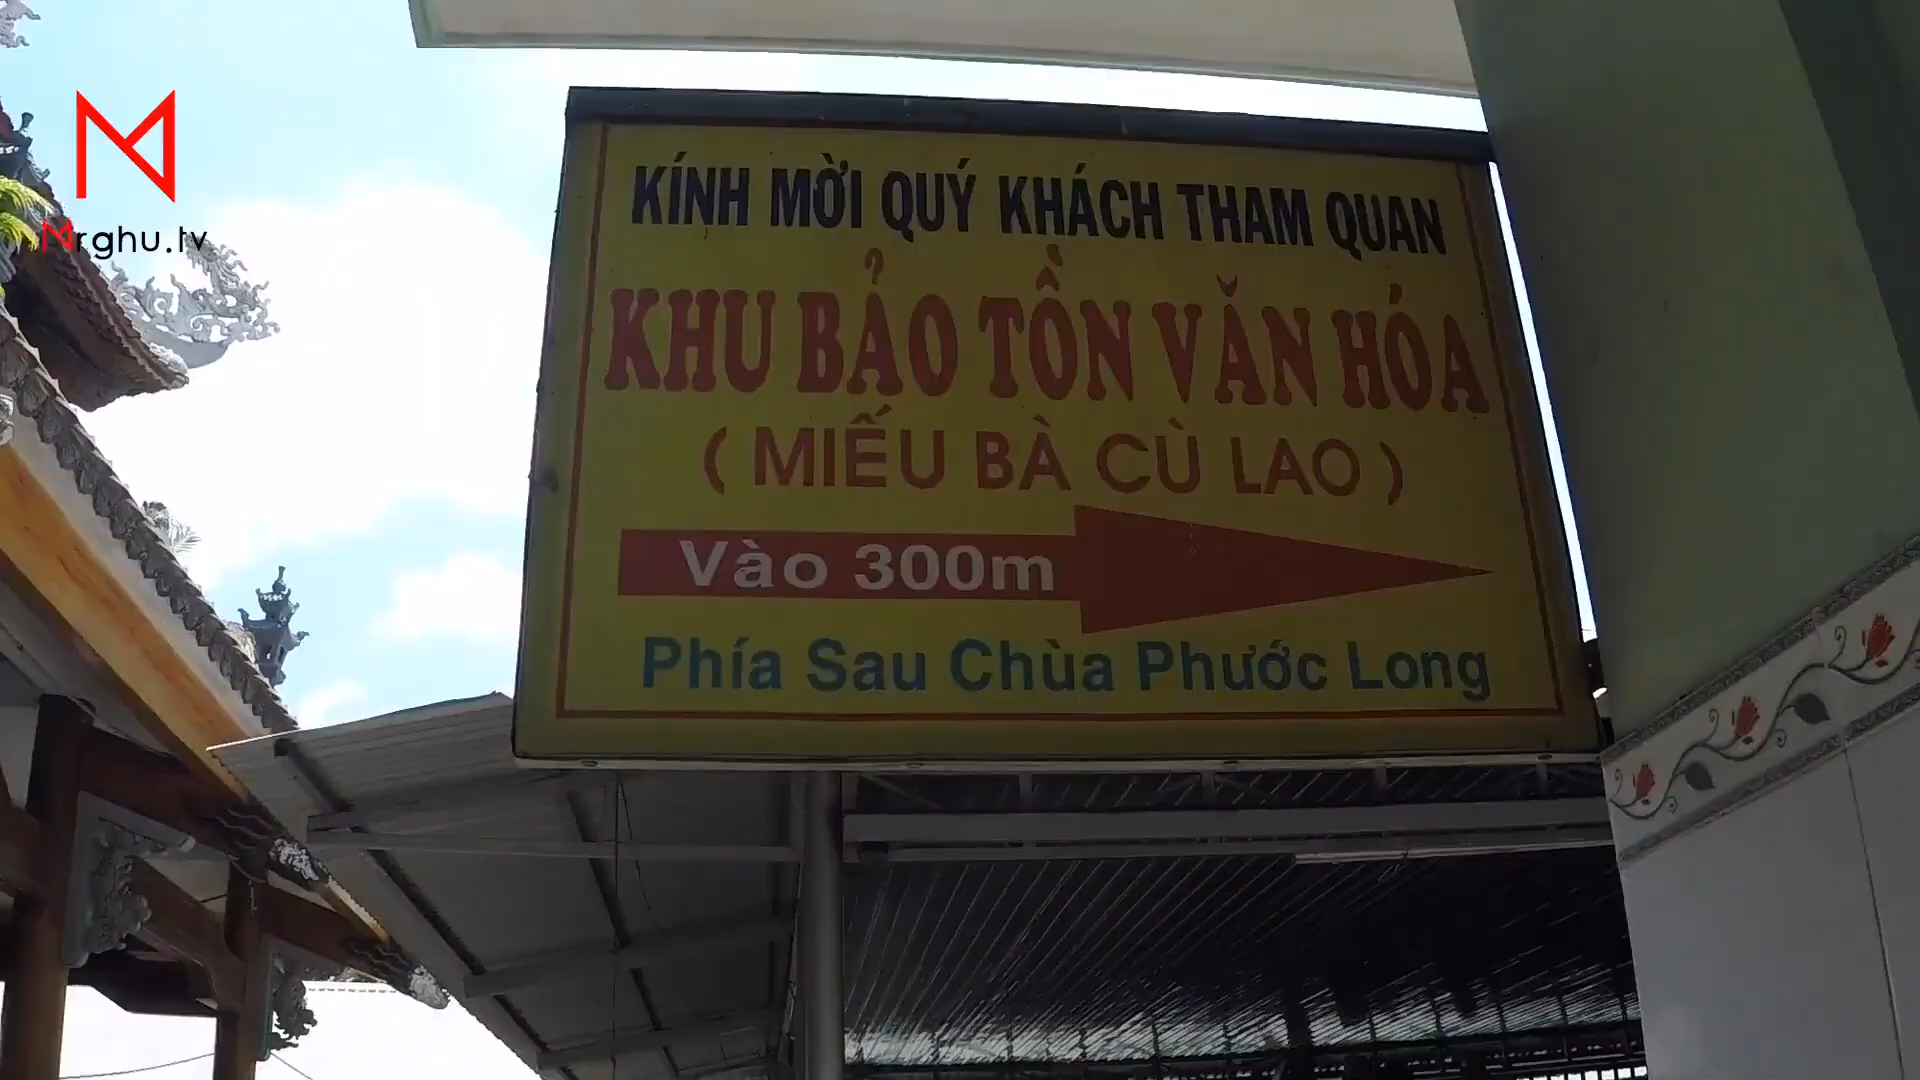 Mrghu.tv
KÍNH MỜI QUÝ KHÁCH THAM QUAN
KHU BẢO TỒN VĂN HÓA
( MIẾU BÀ CÙ LAO )
Vào 300m
Phía Sau Chùa Phước Long